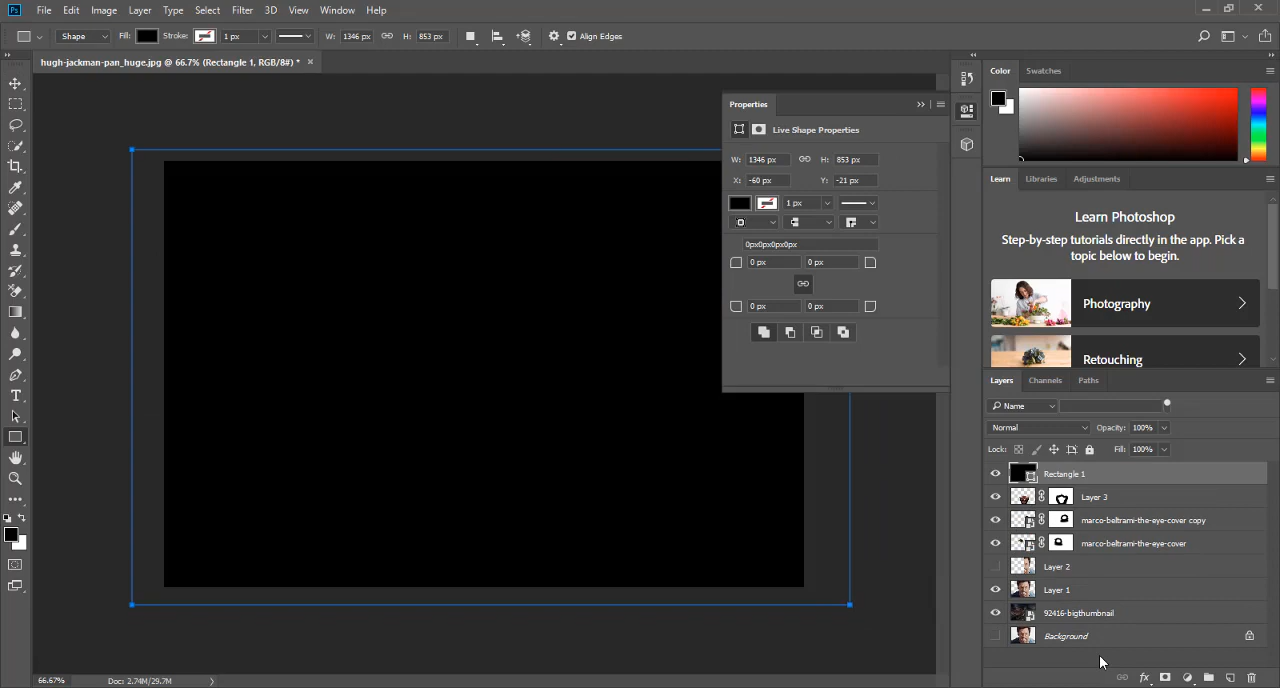 Ps File Edit Image Layer Type Select Filter 3D View Window Help
Shape Fill: Stroke: 1 px W: 1346 px H: 853 px Align Edges
hugh-jackman-pan_huge.jpg @ 66.7% (Rectangle 1, RGB/8#) * ×
Properties
Live Shape Properties
W: 1346 px H: 853 px
X: -60 px Y: -21 px
1 px
0px0px0px0px
0 px 0 px
0 px 0 px
Color Swatches
Learn Libraries Adjustments
Learn Photoshop
Step-by-step tutorials directly in the app. Pick a
topic below to begin.
Photography
Retouching
Layers Channels Paths
Name
Normal Opacity: 100%
Lock: Fill: 100%
Rectangle 1
Layer 3
marco-beltrami-the-eye-cover copy
marco-beltrami-the-eye-cover
Layer 2
Layer 1
92416-bigthumbnail
Background
fx
66.67% Doc: 2.74M/29.7M